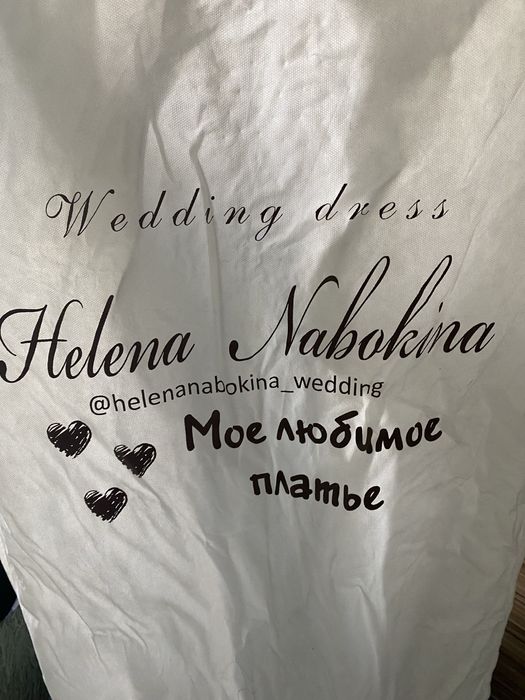 Wedding dress
Helena Nabokina
@helenanabokina_wedding
Мое любимое
платье